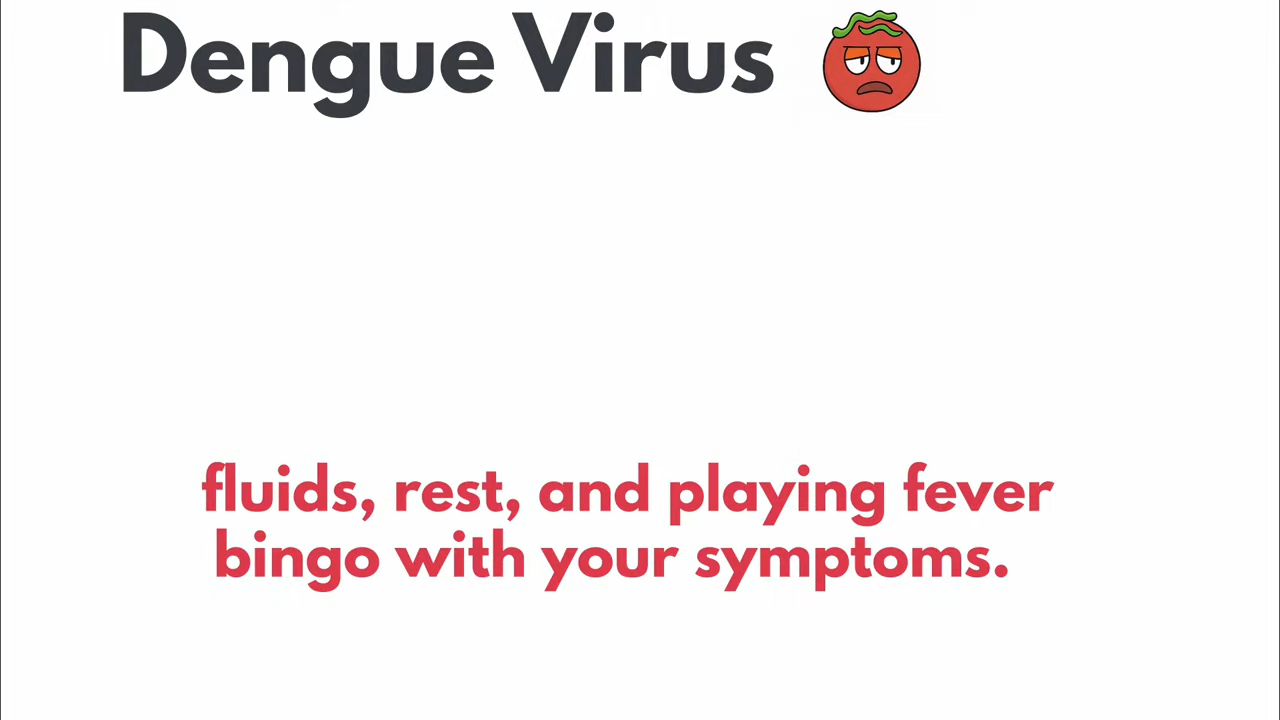 Dengue Virus
fluids, rest, and playing fever
bingo with your symptoms.